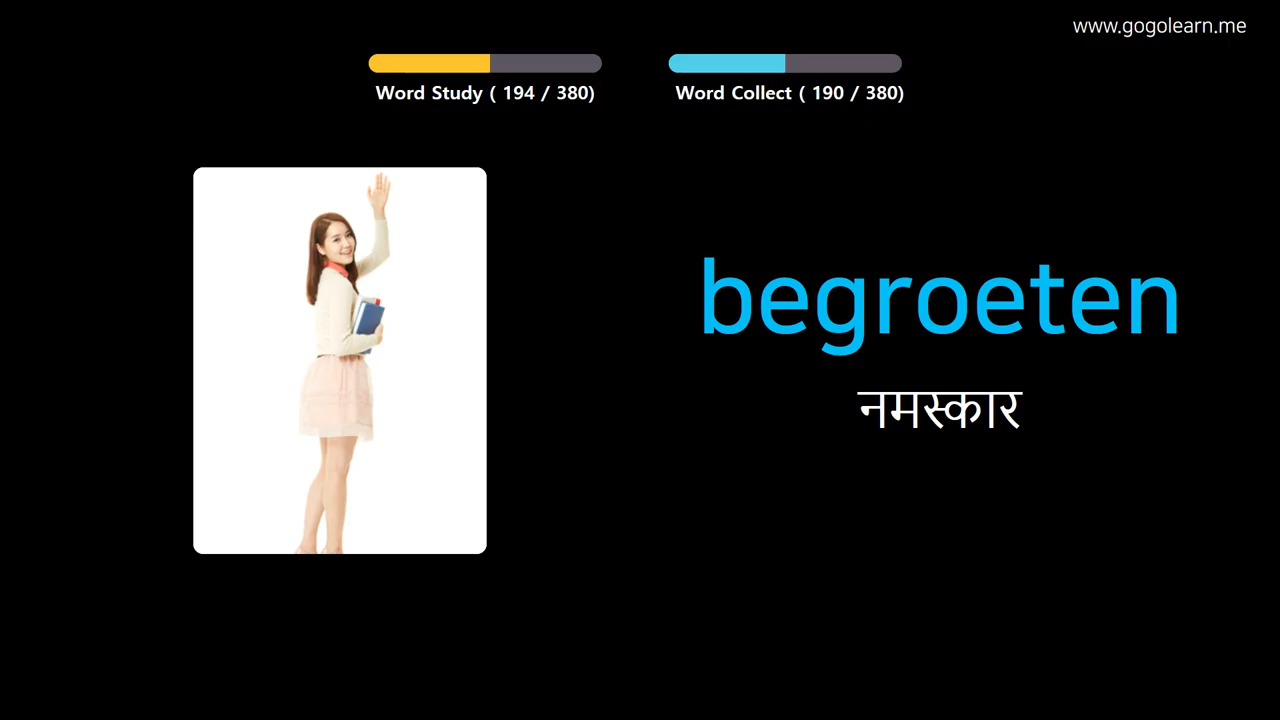 www.gogolearn.me
Word Study ( 194 / 380)
Word Collect ( 190 / 380)
begroeten
नमस्कार